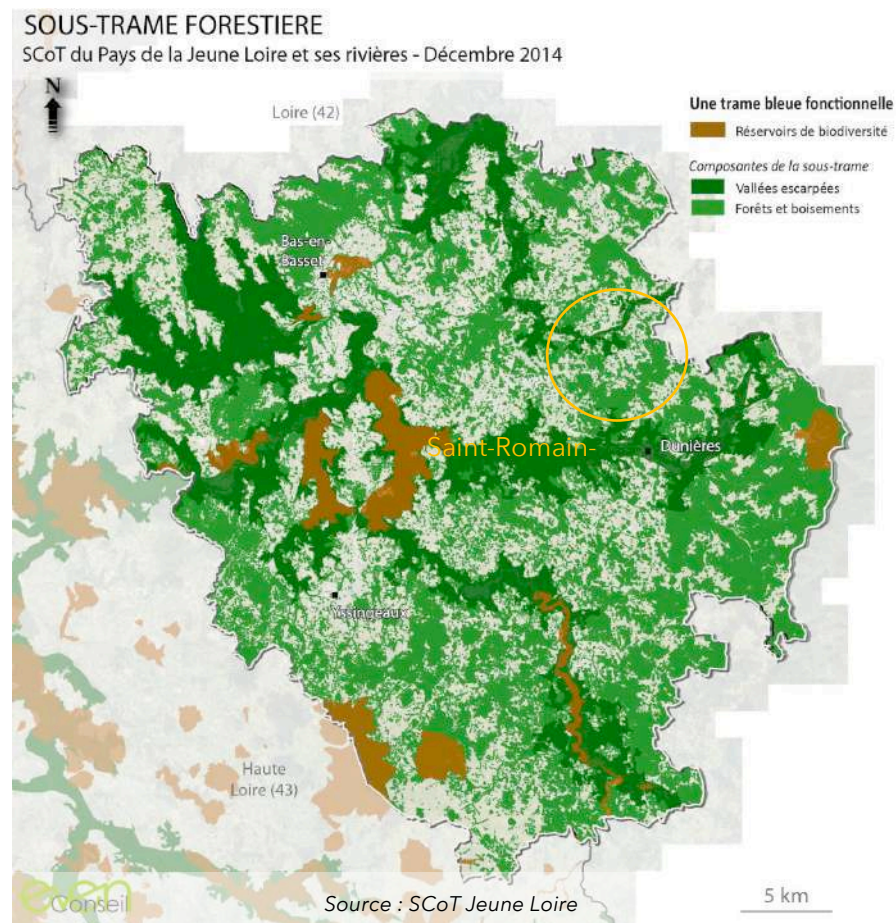 SOUS-TRAME FORESTIERE
SCoT du Pays de la Jeune Loire et ses rivières - Décembre 2014
N
Loire (42)
Une trame bleue fonctionnelle
Réservoirs de biodiversité
Composantes de la sous-trame
Vallées escarpées
Forêts et boisements
Bas-en-
Basset
Saint-Romain-
Dunières
Yssingeaux
Haute
Loire (43)
even
Conseil
Source : SCoT Jeune Loire
5 km